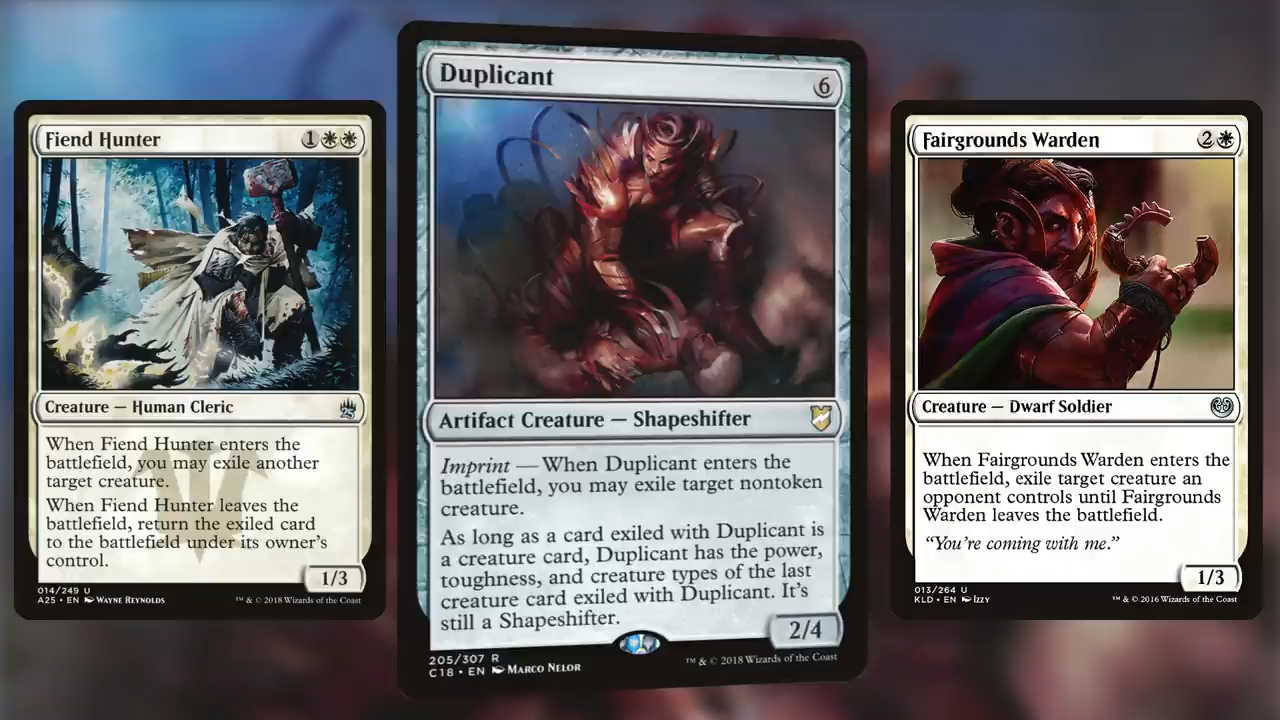 Fiend Hunter 1
Creature — Human Cleric
25
When Fiend Hunter enters the
battlefield, you may exile another
target creature.
When Fiend Hunter leaves the
battlefield, return the exiled card
to the battlefield under its owner's
control.
1/3
014/249 U
A25 • EN Wayne Reynolds
™ & © 2018 Wizards of the Coast
Duplicant 6
Artifact Creature — Shapeshifter
Imprint — When Duplicant enters the
battlefield, you may exile target nontoken
creature.
As long as a card exiled with Duplicant is
a creature card, Duplicant has the power,
toughness, and creature types of the last
creature card exiled with Duplicant. It's
still a Shapeshifter.
2/4
205/307 R
C18 • EN Marco Nelor
™ & © 2018 Wizards of the Coast
Fairgrounds Warden 2
Creature — Dwarf Soldier
When Fairgrounds Warden enters the
battlefield, exile target creature an
opponent controls until Fairgrounds
Warden leaves the battlefield.
"You're coming with me."
1/3
013/264 U
KLD • EN Izzy
™ & © 2016 Wizards of the Coast